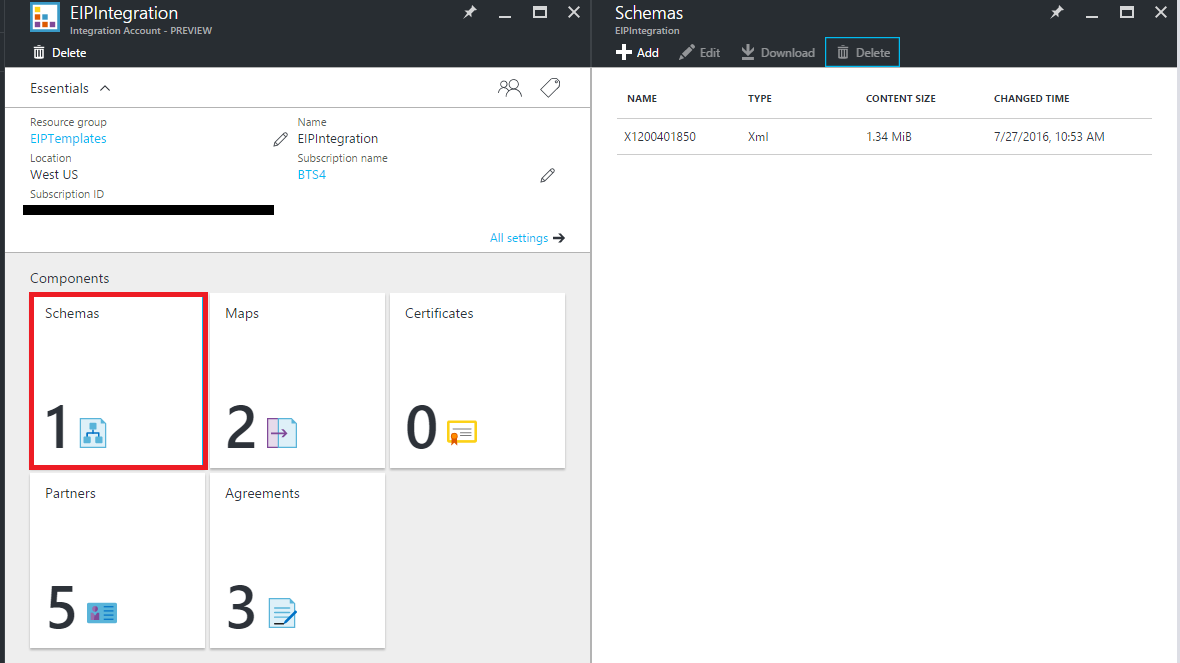 EIPIntegration
Integration Account - PREVIEW
Delete
Essentials
Resource group
EIPTemplates
Name
EIPIntegration
Location
West US
Subscription name
BTS4
Subscription ID
All settings
Components
Schemas
1
Maps
2
Certificates
0
Partners
5
Agreements
3
Schemas
EIPIntegration
Add Edit Download Delete
NAME TYPE CONTENT SIZE CHANGED TIME
X1200401850 Xml 1.34 MiB 7/27/2016, 10:53 AM